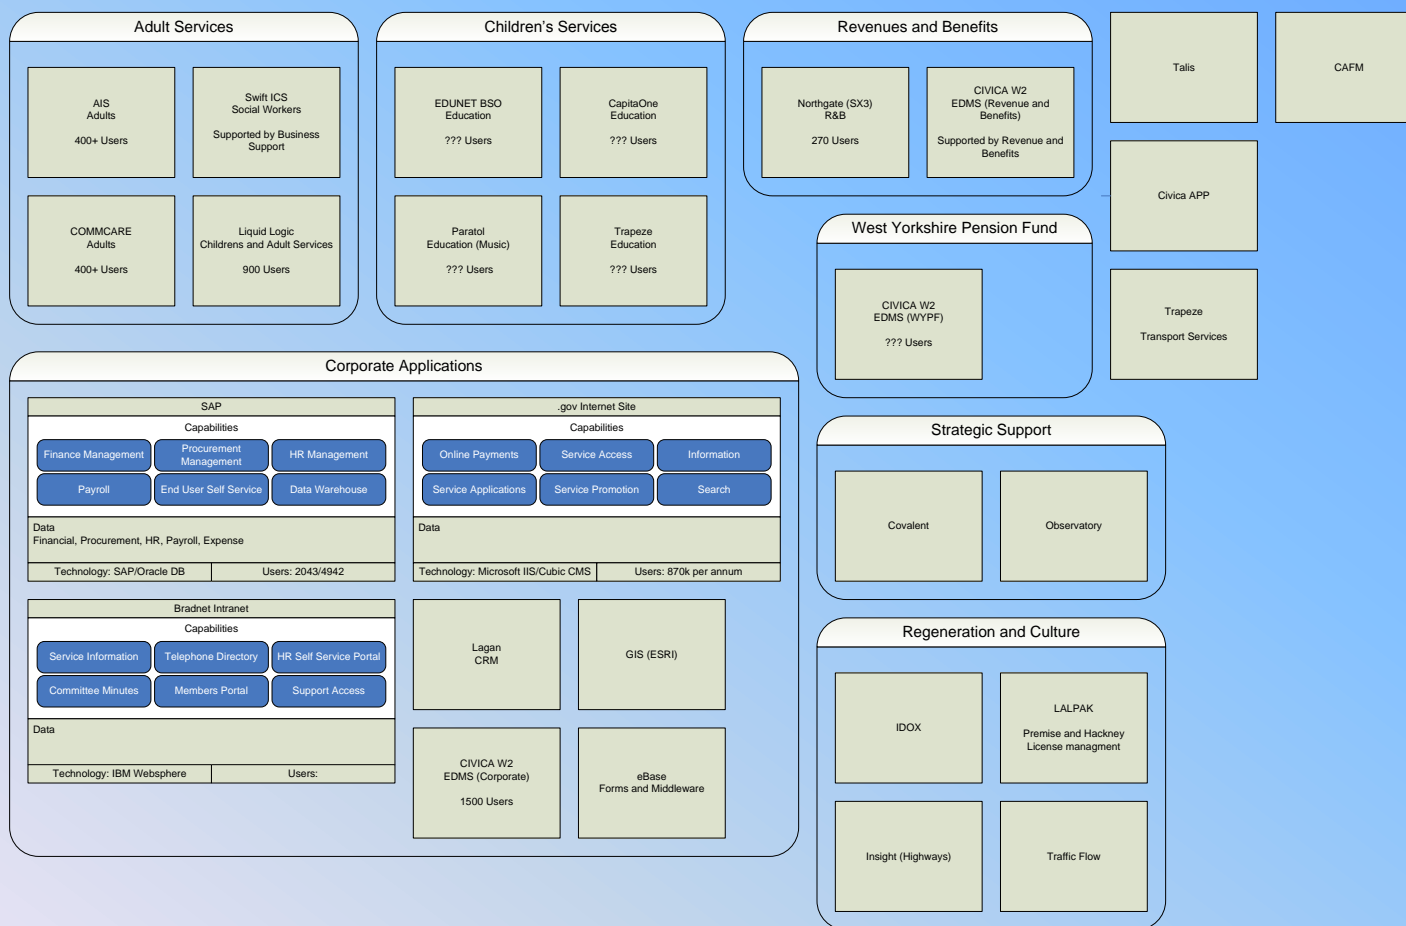 Adult Services
AIS
Adults
400+ Users
Swift ICS
Social Workers
Supported by Business
Support
COMMCARE
Adults
400+ Users
Liquid Logic
Childrens and Adult Services
900 Users
Children's Services
EDUNET BSO
Education
??? Users
CapitaOne
Education
??? Users
Paratol
Education (Music)
??? Users
Trapeze
Education
??? Users
Revenues and Benefits
Northgate (SX3)
R&B
270 Users
CIVICA W2
EDMS (Revenue and
Benefits)
Supported by Revenue and
Benefits
Talis
CAFM
Civica APP
Trapeze
Transport Services
West Yorkshire Pension Fund
CIVICA W2
EDMS (WYPF)
??? Users
Corporate Applications
SAP
Capabilities
Finance Management
Procurement
Management
HR Management
Payroll
End User Self Service
Data Warehouse
Data
Financial, Procurement, HR, Payroll, Expense
Technology: SAP/Oracle DB
Users: 2043/4942
.gov Internet Site
Capabilities
Online Payments
Service Access
Information
Service Applications
Service Promotion
Search
Data
Technology: Microsoft IIS/Cubic CMS
Users: 870k per annum
Bradnet Intranet
Capabilities
Service Information
Telephone Directory
HR Self Service Portal
Committee Minutes
Members Portal
Support Access
Data
Technology: IBM Websphere
Users:
Lagan
CRM
GIS (ESRI)
CIVICA W2
EDMS (Corporate)
1500 Users
eBase
Forms and Middleware
Strategic Support
Covalent
Observatory
Regeneration and Culture
IDOX
LALPAK
Premise and Hackney
License managment
Insight (Highways)
Traffic Flow